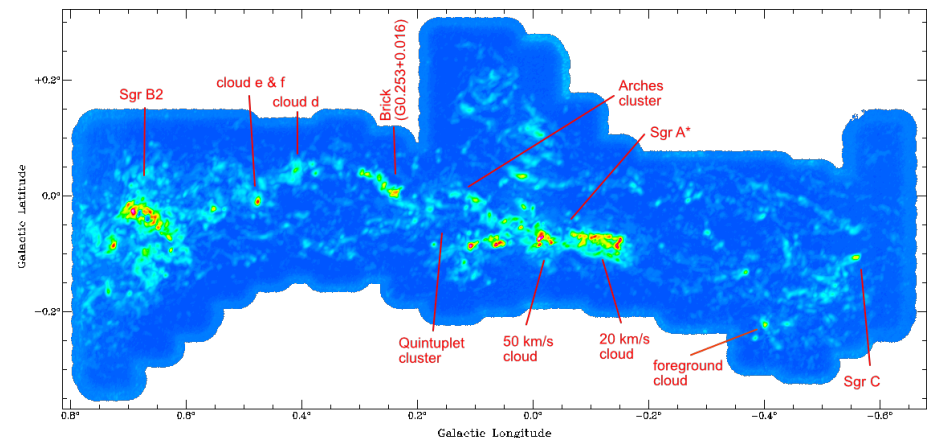 Sgr B2
cloud e & f
cloud d
Brick
(G0.253+0.016)
Arches
cluster
Sgr A*
Quintuplet
cluster
50 km/s
cloud
20 km/s
cloud
foreground
cloud
Sgr C
Galactic Latitude
+0.2°
0.0°
−0.2°
0.8°
0.6°
0.4°
0.2°
0.0°
−0.2°
−0.4°
−0.6°
Galactic Longitude